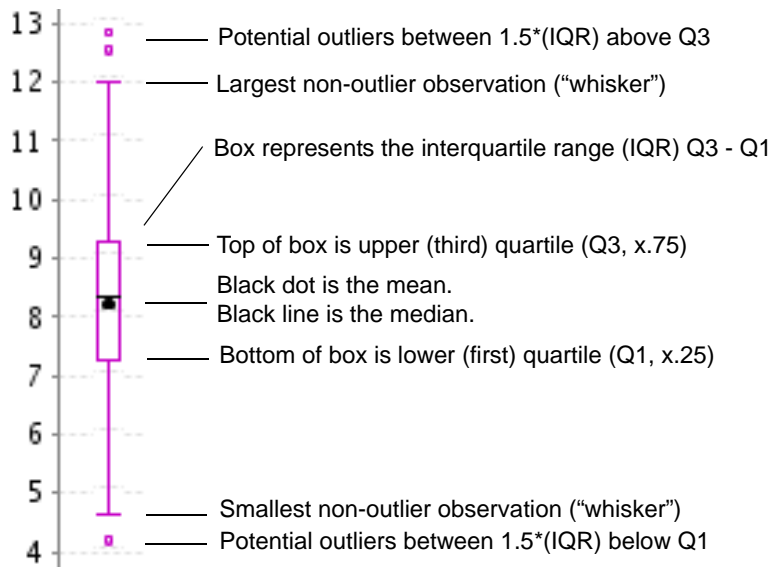 13
Potential outliers between 1.5*(IQR) above Q3
12
Largest non-outlier observation (“whisker”)
11
Box represents the interquartile range (IQR) Q3 - Q1
10
9
Top of box is upper (third) quartile (Q3, x.75)
Black dot is the mean.
8
Black line is the median.
Bottom of box is lower (first) quartile (Q1, x.25)
7
6
5
Smallest non-outlier observation (“whisker”)
4
Potential outliers between 1.5*(IQR) below Q1